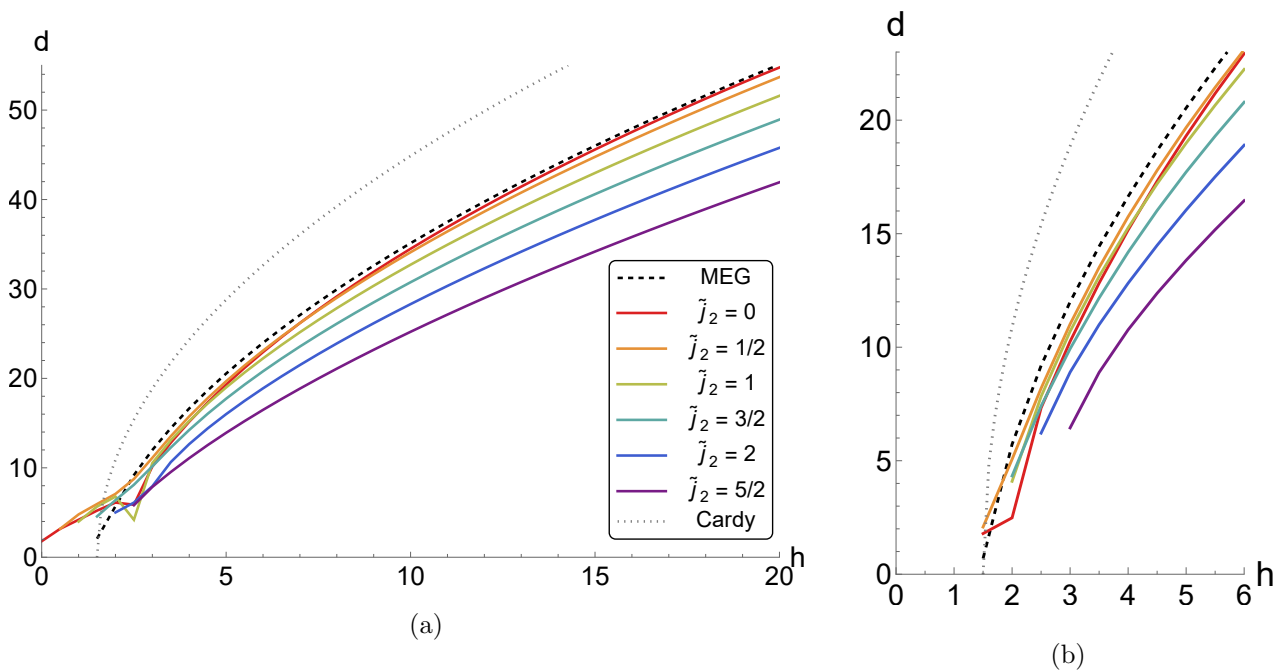 d
50
40
30
20
10
0
0 5 10 15 20 h
MEG
j̃₂ = 0
j̃₂ = 1/2
j̃₂ = 1
j̃₂ = 3/2
j̃₂ = 2
j̃₂ = 5/2
Cardy
(a)
d
20
15
10
5
0
0 1 2 3 4 5 6 h
(b)